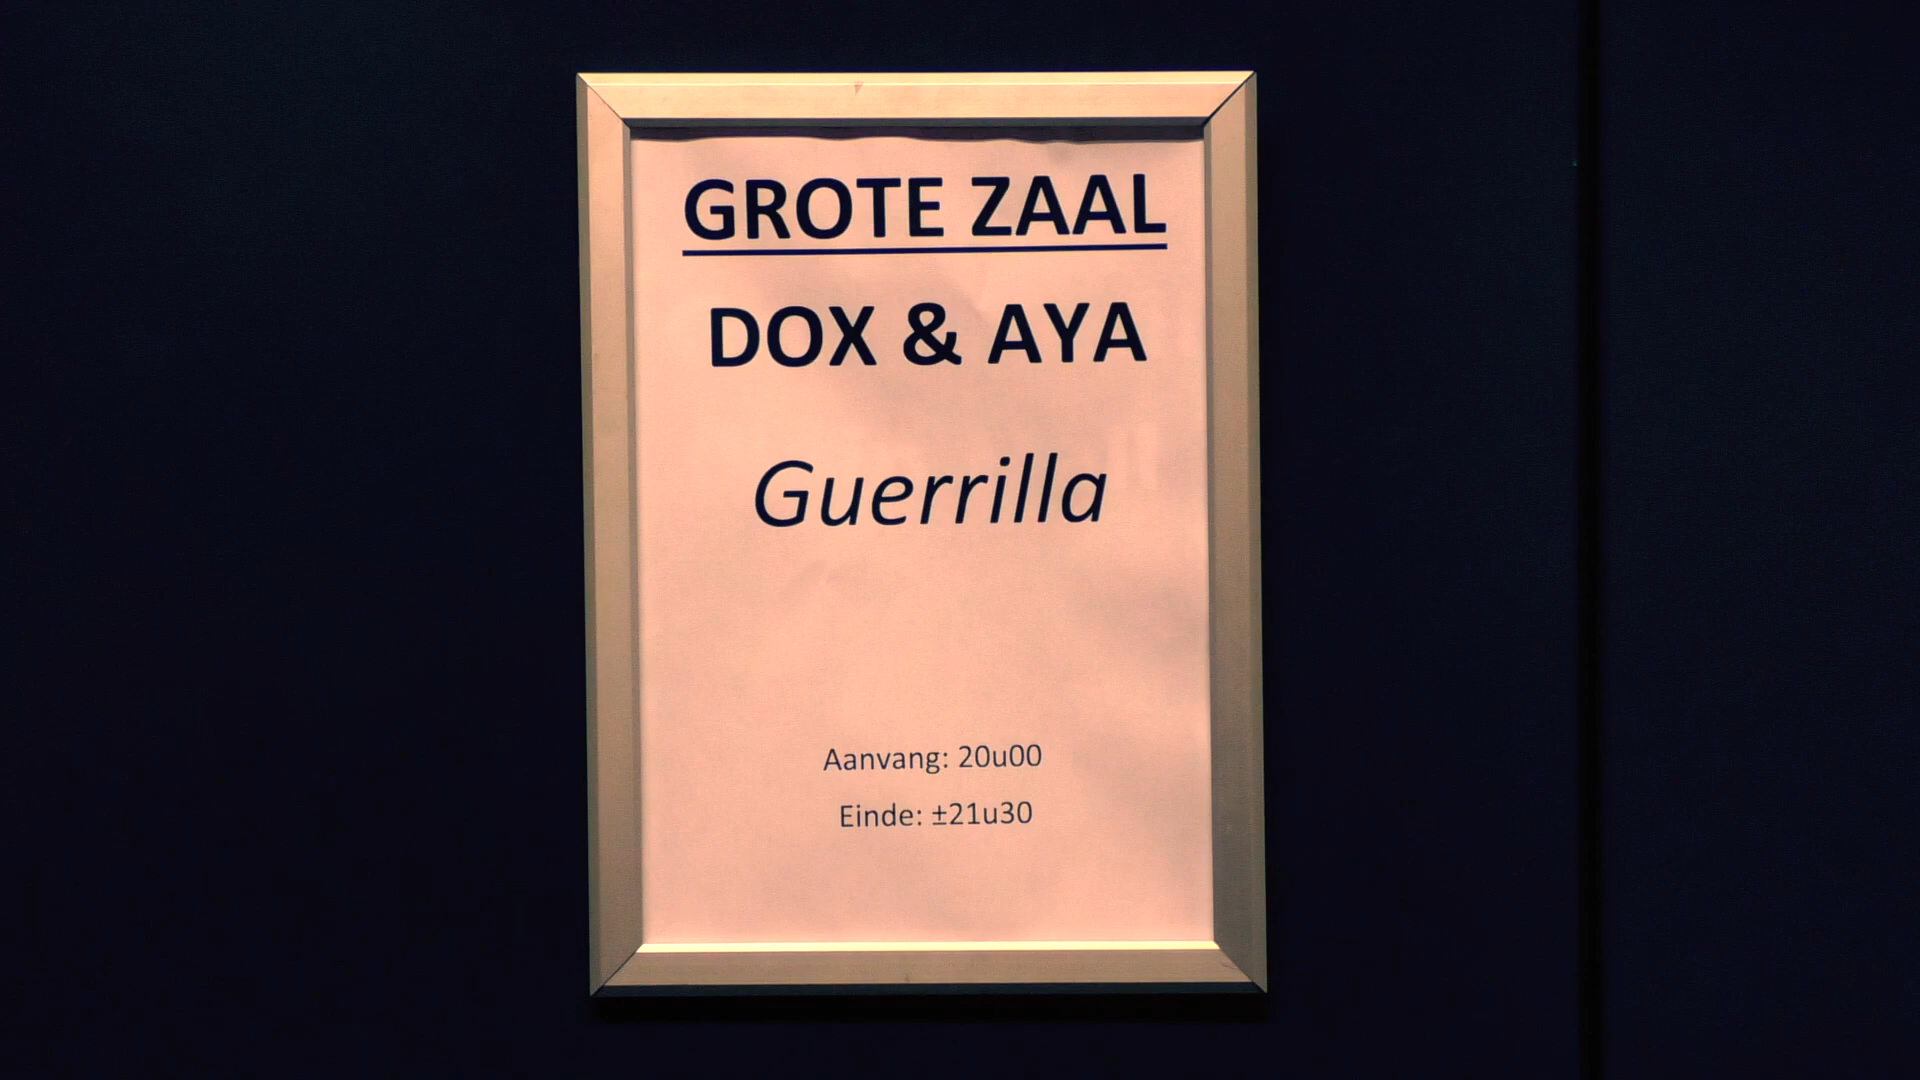 GROTE ZAAL
DOX & AYA
Guerrilla
Aanvang: 20u00
Einde: ±21u30